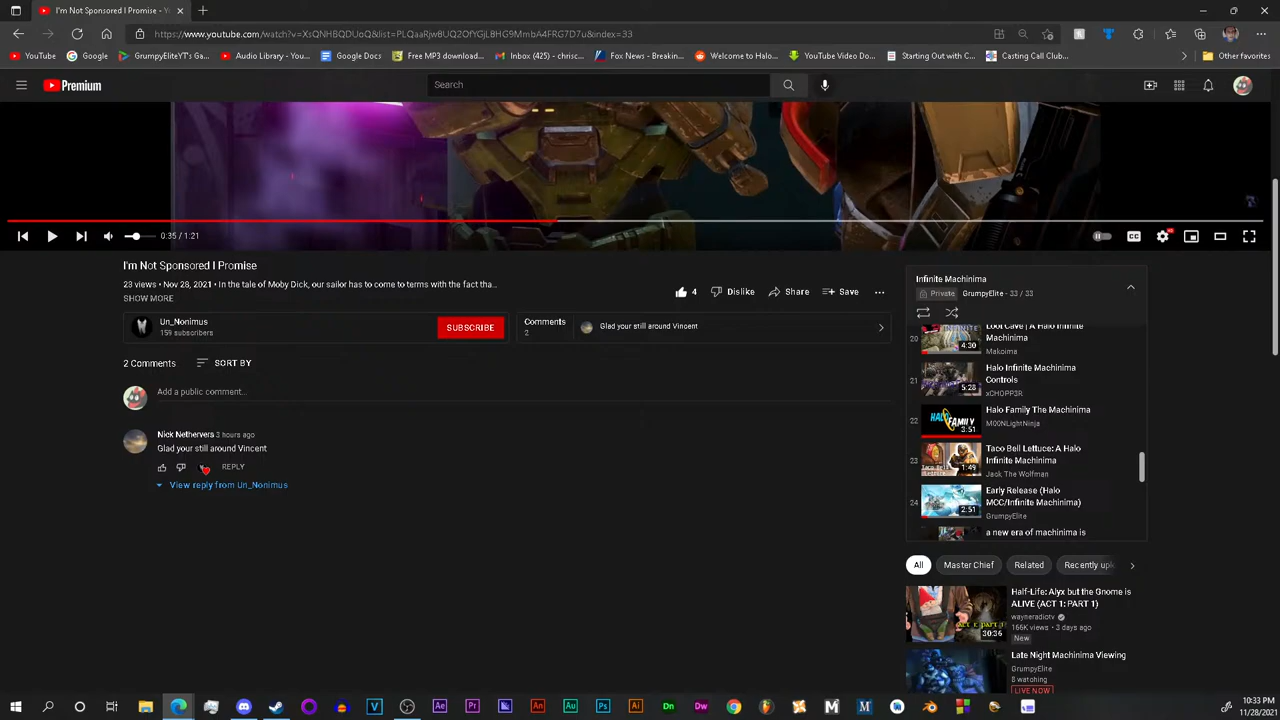 I'm Not Sponsored I Promise - Yo
https://www.youtube.com/watch?v=XsQNHBQDUoQ&list=PLQaaRjw8UQ2OfYGjL8HG9MmbA4FRG7D7u&index=33
YouTube
Google
GrumpyEliteYT's Ga...
Audio Library - You...
Google Docs
Free MP3 download...
Inbox (425) - chrisc...
Fox News - Breakin...
Welcome to Halo...
YouTube Video Do...
Starting Out with C...
Casting Call Club...
Other favorites
Premium
Search
0:35 / 1:21
CC
I'm Not Sponsored I Promise
23 views • Nov 28, 2021 • In the tale of Moby Dick, our sailor has to come to terms with the fact tha...
SHOW MORE
4
Dislike
Share
Save
Un_Nonimus
159 subscribers
SUBSCRIBE
Comments
2
Glad your still around Vincent
2 Comments
SORT BY
Add a public comment...
Nick Nethervers 3 hours ago
Glad your still around Vincent
REPLY
View reply from Un_Nonimus
Infinite Machinima
Private
GrumpyElite - 33 / 33
20
4:30
Loot Cave | A Halo Infinite
Machinima
Makoima
21
5:28
Halo Infinite Machinima
Controls
xCHOPP3R
22
HALO FAMILY
3:51
Halo Family The Machinima
M00NLightNinja
23
1:49
Taco Bell Lettuce: A Halo
Infinite Machinima
Jack The Wolfman
24
2:51
Early Release (Halo
MCC/Infinite Machinima)
GrumpyElite
a new era of machinima is
All
Master Chief
Related
Recently upl
30:36
Half-Life: Alyx but the Gnome is
ALIVE (ACT 1: PART 1)
wayneradiotv
166K views • 3 days ago
New
Late Night Machinima Viewing
GrumpyElite
8 watching
LIVE NOW
10:33 PM
11/28/2021